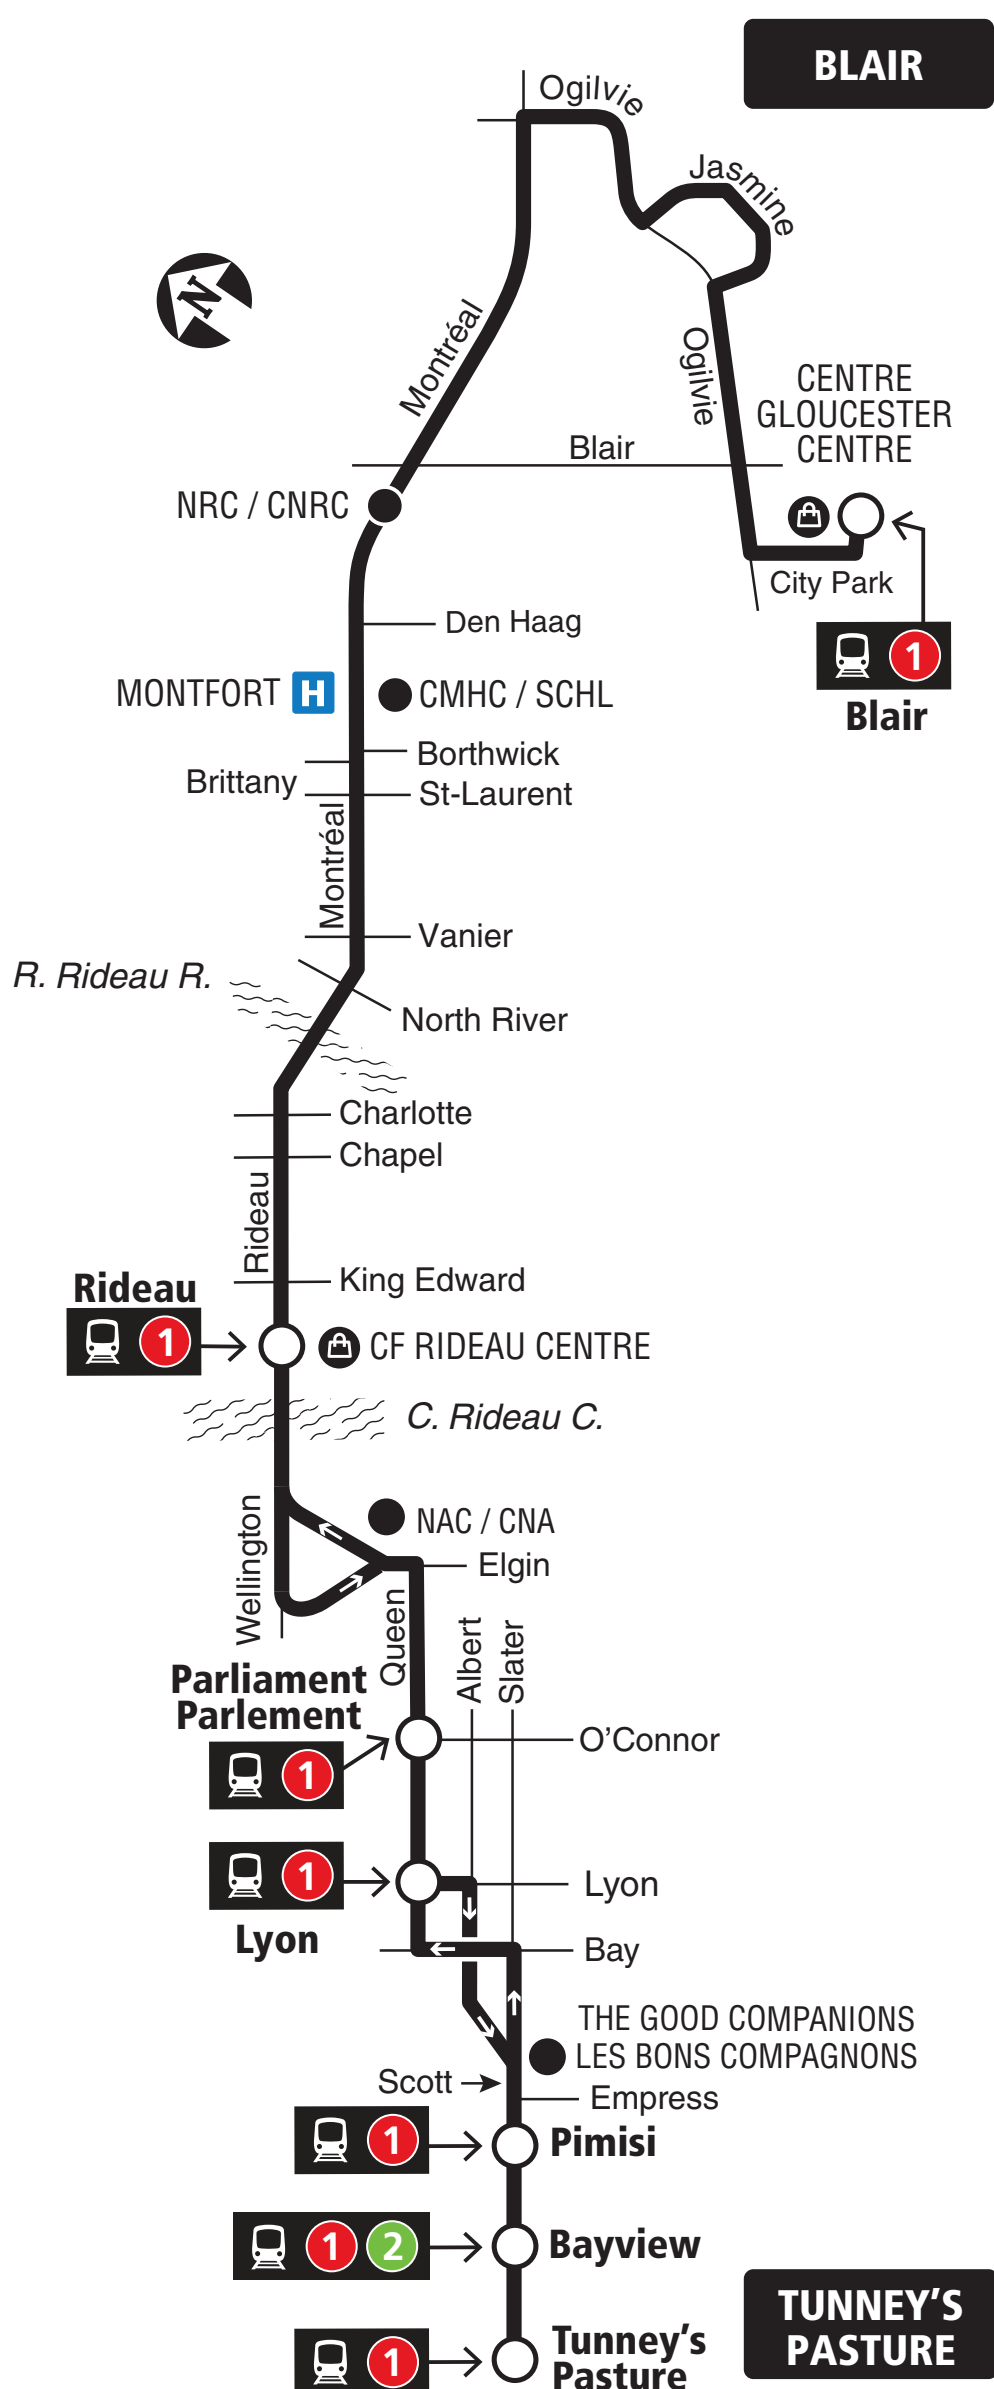 BLAIR
Ogilvie
Jasmine
N
Montréal
Ogilvie
CENTRE
GLOUCESTER
CENTRE
Blair
NRC / CNRC
City Park
Den Haag
1
Blair
MONTFORT H
CMHC / SCHL
Borthwick
Brittany
St-Laurent
Montréal
Vanier
R. Rideau R.
North River
Charlotte
Chapel
Rideau
King Edward
Rideau
1
CF RIDEAU CENTRE
C. Rideau C.
Wellington
NAC / CNA
Elgin
Queen
Albert
Slater
Parliament
Parlement
1
O’Connor
1
Lyon
Lyon
Bay
THE GOOD COMPANIONS
LES BONS COMPAGNONS
Scott
Empress
1
Pimisi
1 2
Bayview
1
Tunney’s
Pasture
TUNNEY’S
PASTURE